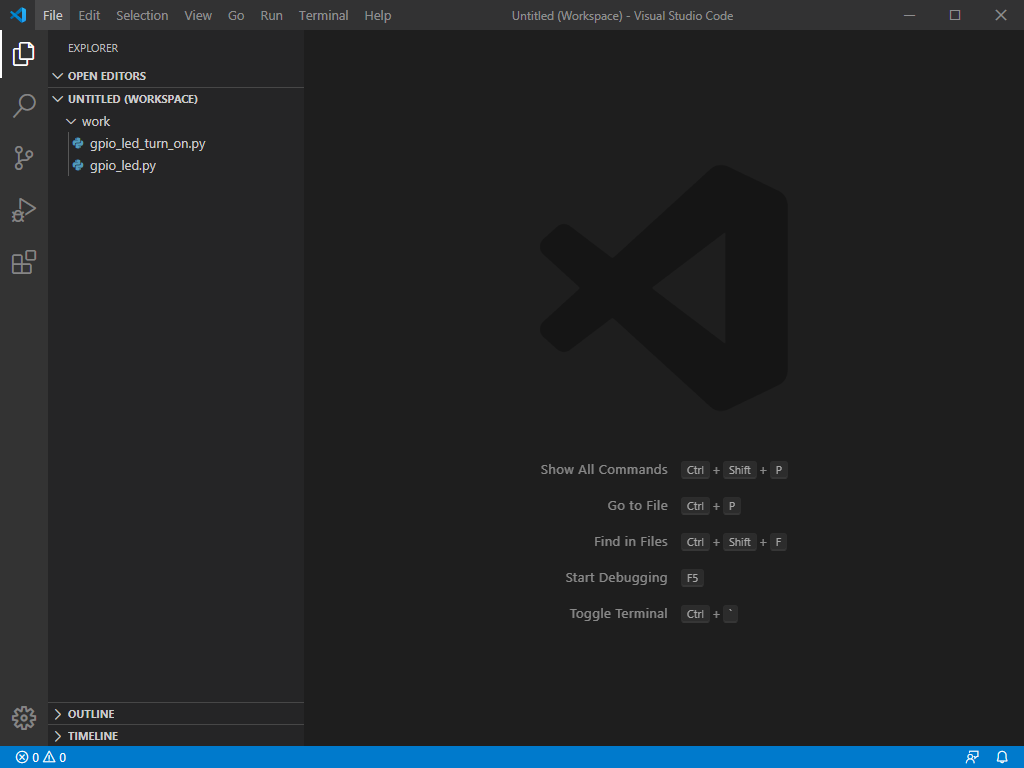 File Edit Selection View Go Run Terminal Help Untitled (Workspace) - Visual Studio Code
EXPLORER
OPEN EDITORS
UNTITLED (WORKSPACE)
work
gpio_led_turn_on.py
gpio_led.py
Show All Commands Ctrl + Shift + P
Go to File Ctrl + P
Find in Files Ctrl + Shift + F
Start Debugging F5
Toggle Terminal Ctrl + `
OUTLINE
TIMELINE
0 0